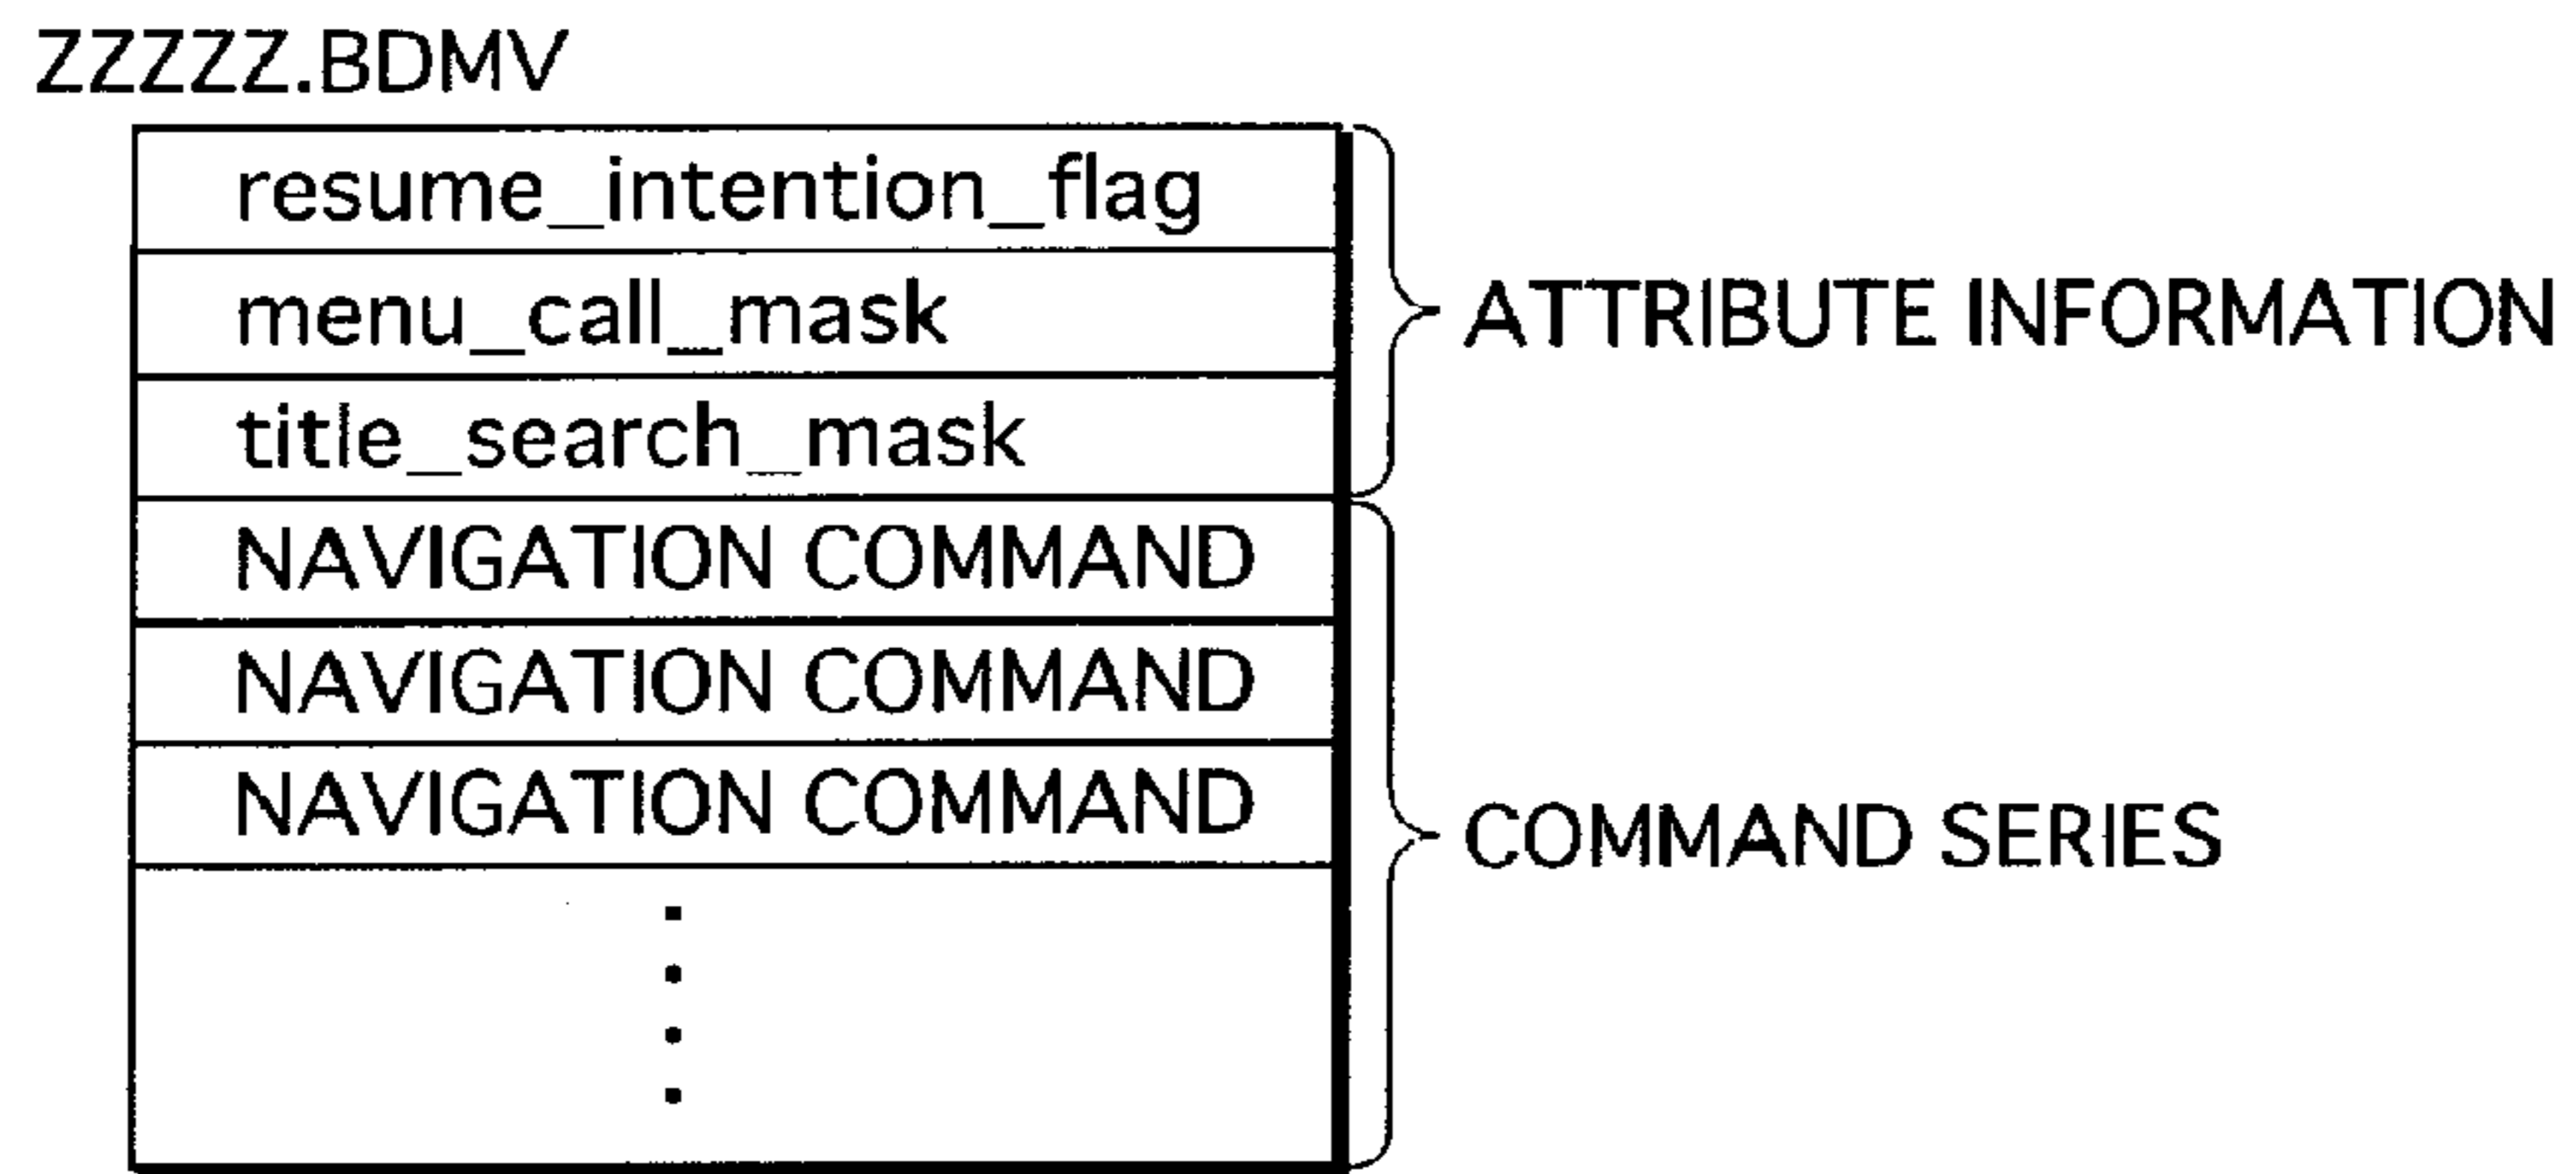 ZZZZZ.BDMV
resume_intention_flag
menu_call_mask
ATTRIBUTE INFORMATION
title_search_mask
NAVIGATION COMMAND
NAVIGATION COMMAND
NAVIGATION COMMAND
COMMAND SERIES